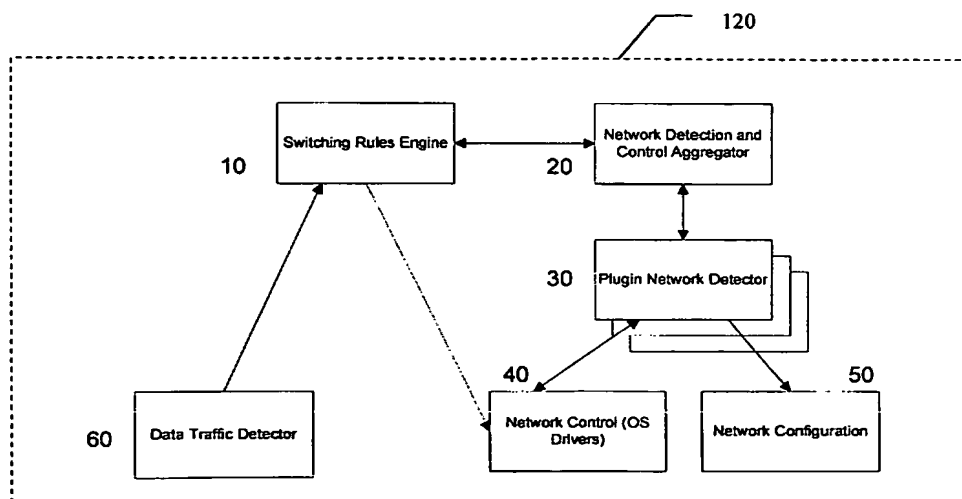 120
Switching Rules Engine
10
Network Detection and
Control Aggregator
20
Plugin Network Detector
30
40
50
Network Control (OS
Drivers)
Network Configuration
Data Traffic Detector
60